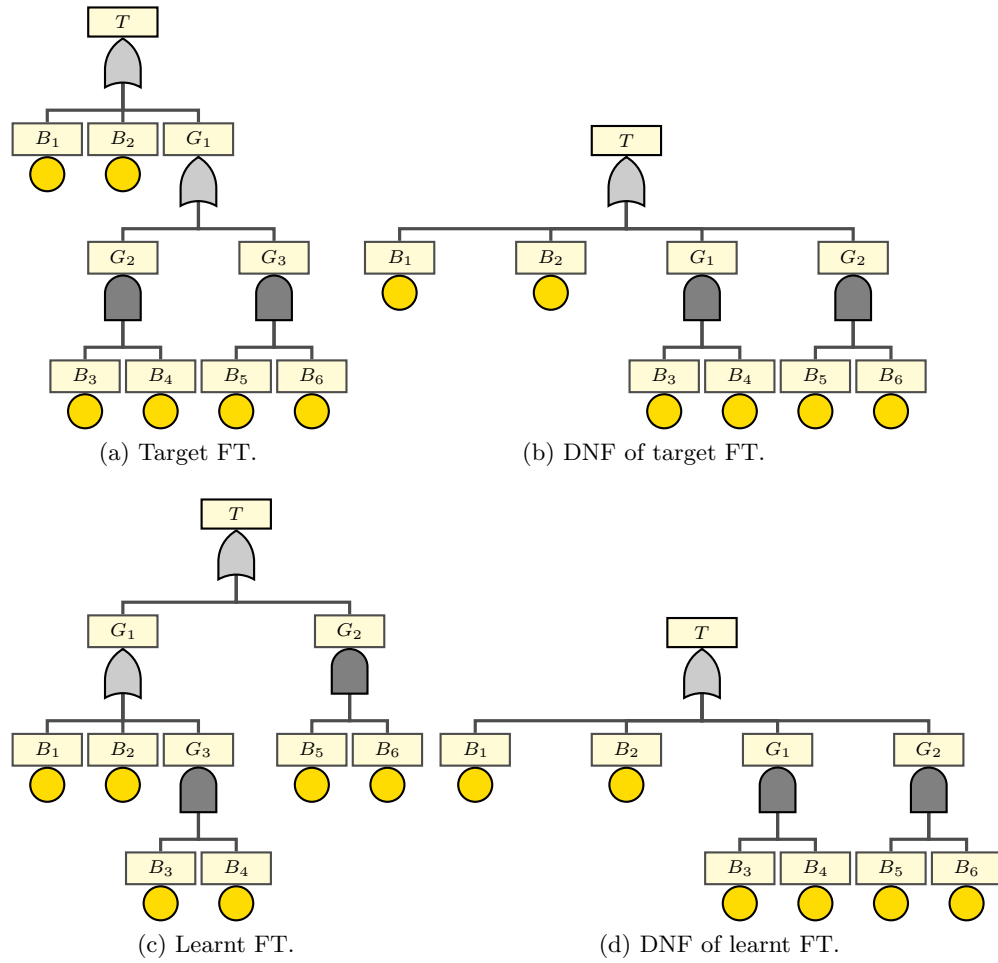 T
B₁ B₂ G₁
G₂ G₃
B₃ B₄ B₅ B₆
(a) Target FT.
T
B₁ B₂ G₁ G₂
B₃ B₄ B₅ B₆
(b) DNF of target FT.
T
G₁ G₂
B₁ B₂ G₃ B₅ B₆
B₃ B₄
(c) Learnt FT.
T
B₁ B₂ G₁ G₂
B₃ B₄ B₅ B₆
(d) DNF of learnt FT.